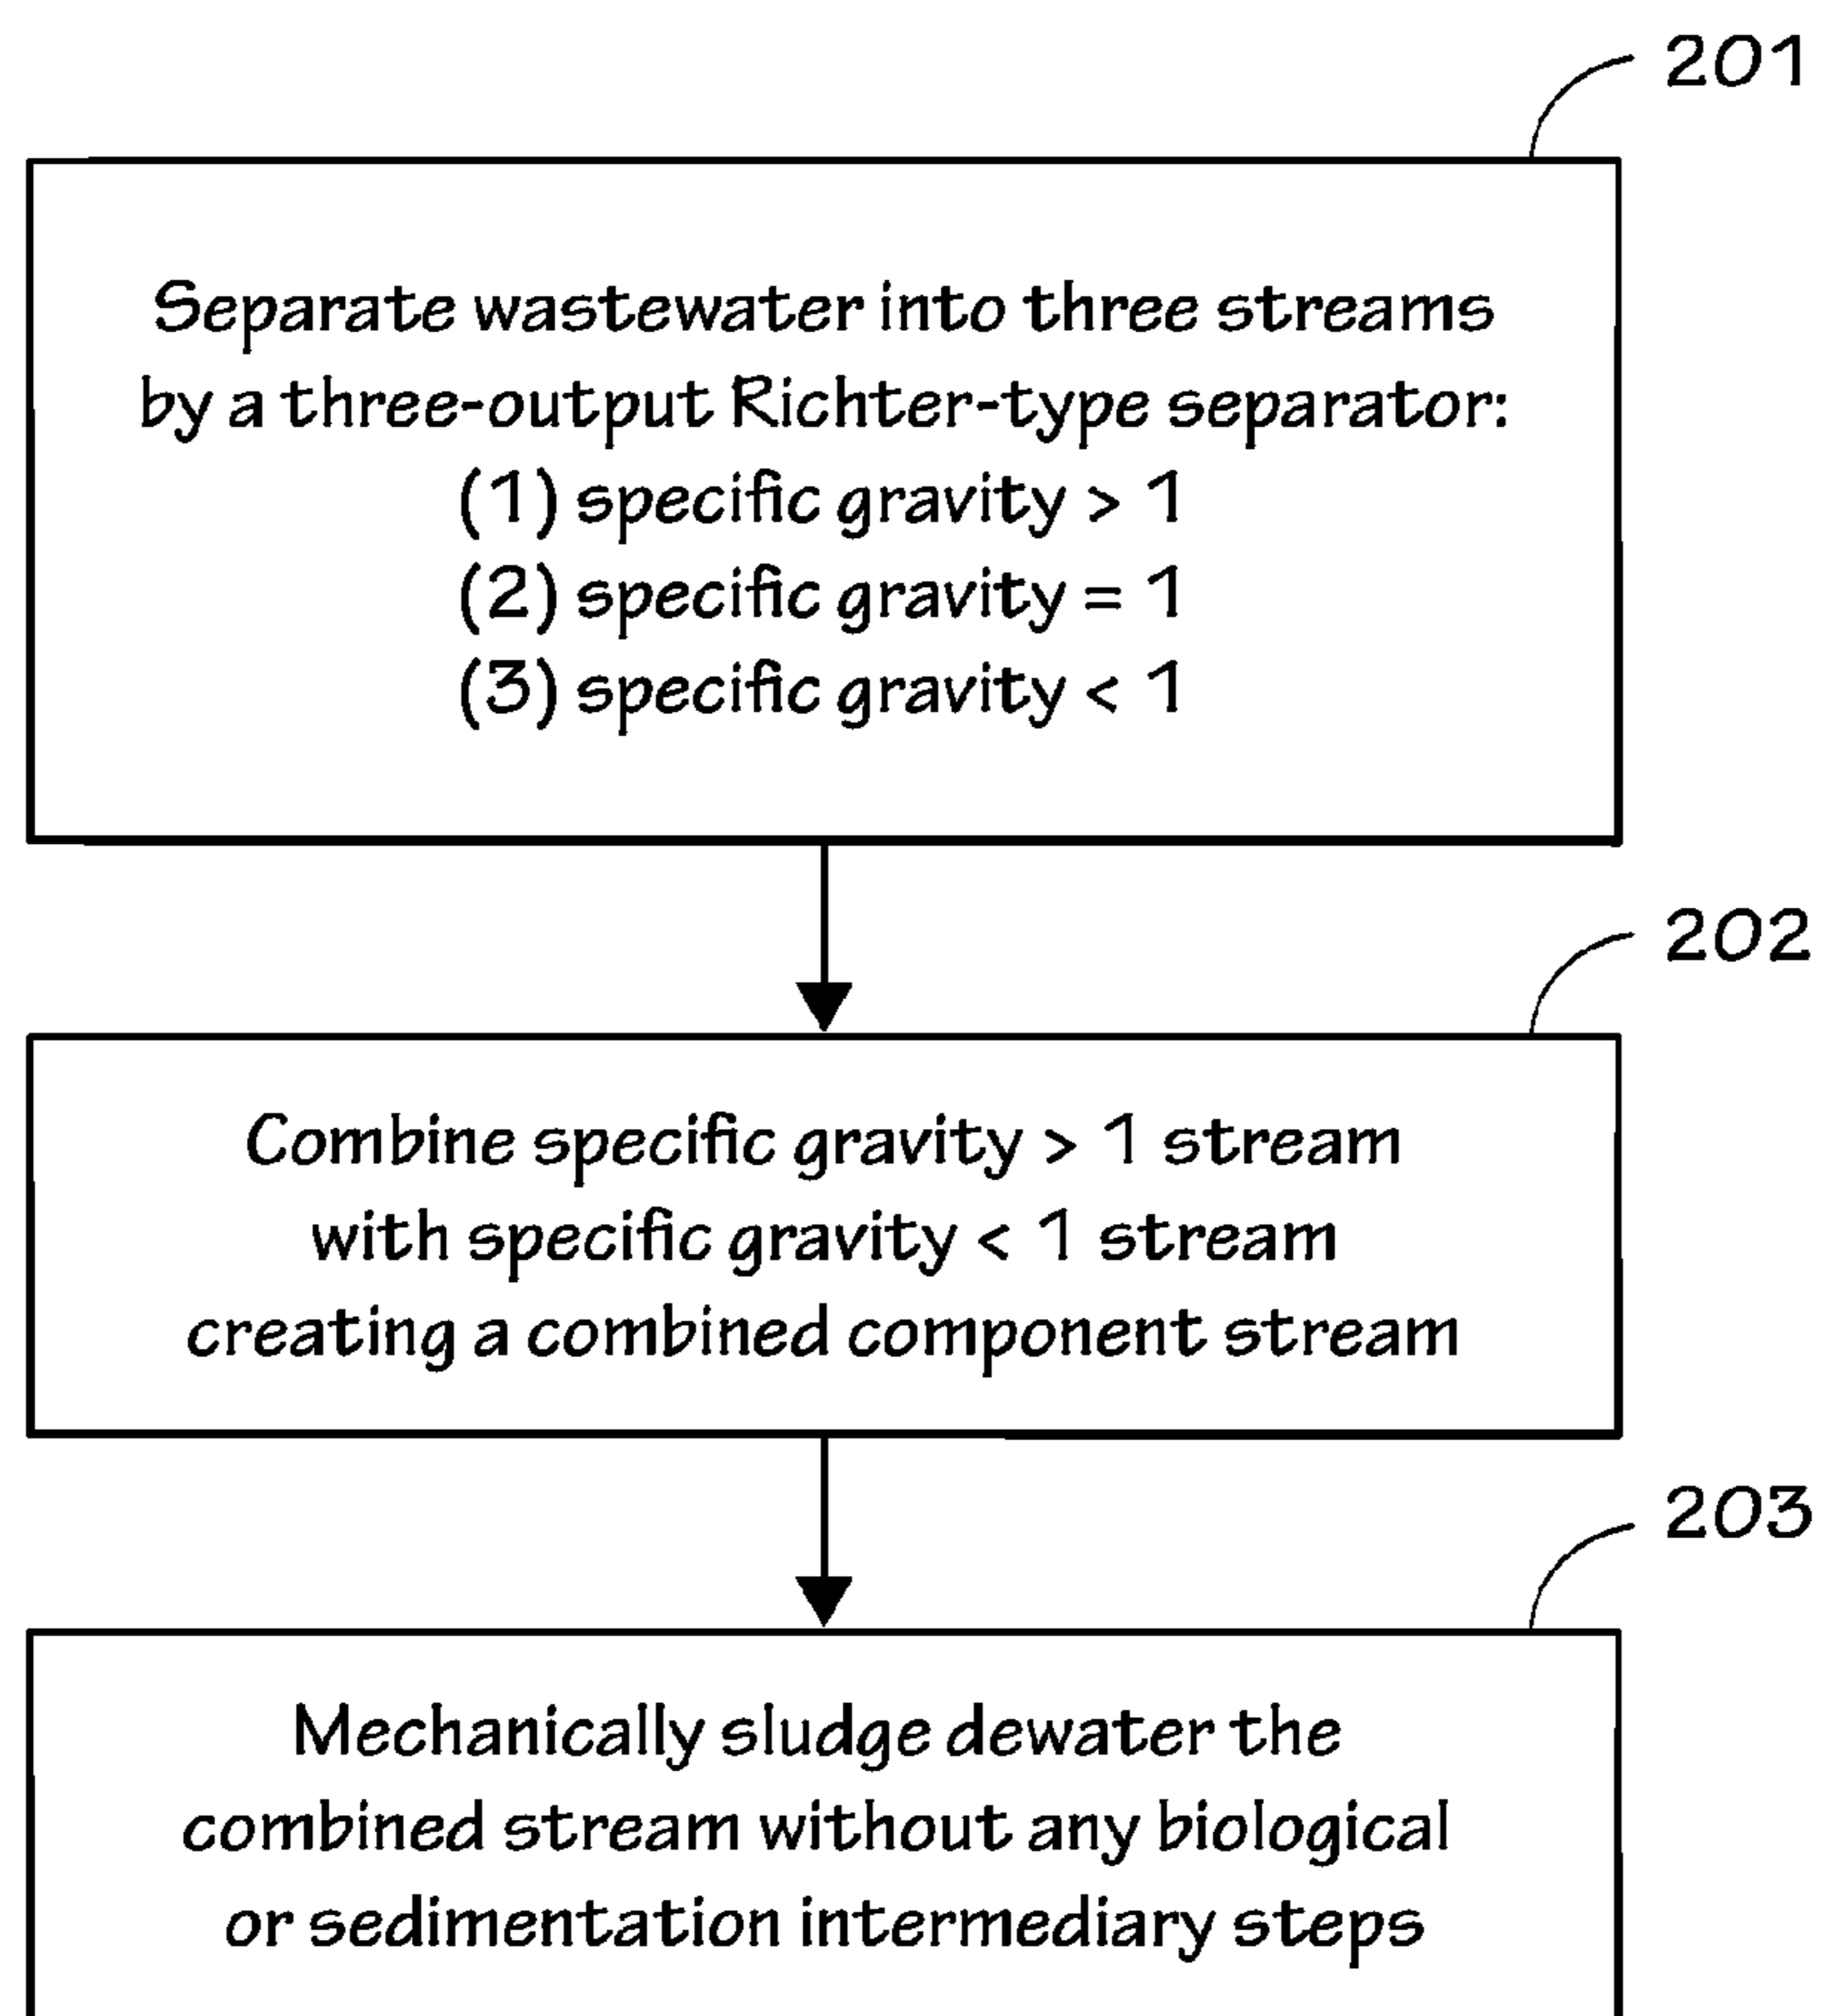 201
Separate wastewater into three streams
by a three-output Richter-type separator:
(1) specific gravity > 1
(2) specific gravity = 1
(3) specific gravity < 1
202
Combine specific gravity > 1 stream
with specific gravity < 1 stream
creating a combined component stream
203
Mechanically sludge dewater the
combined stream without any biological
or sedimentation intermediary steps